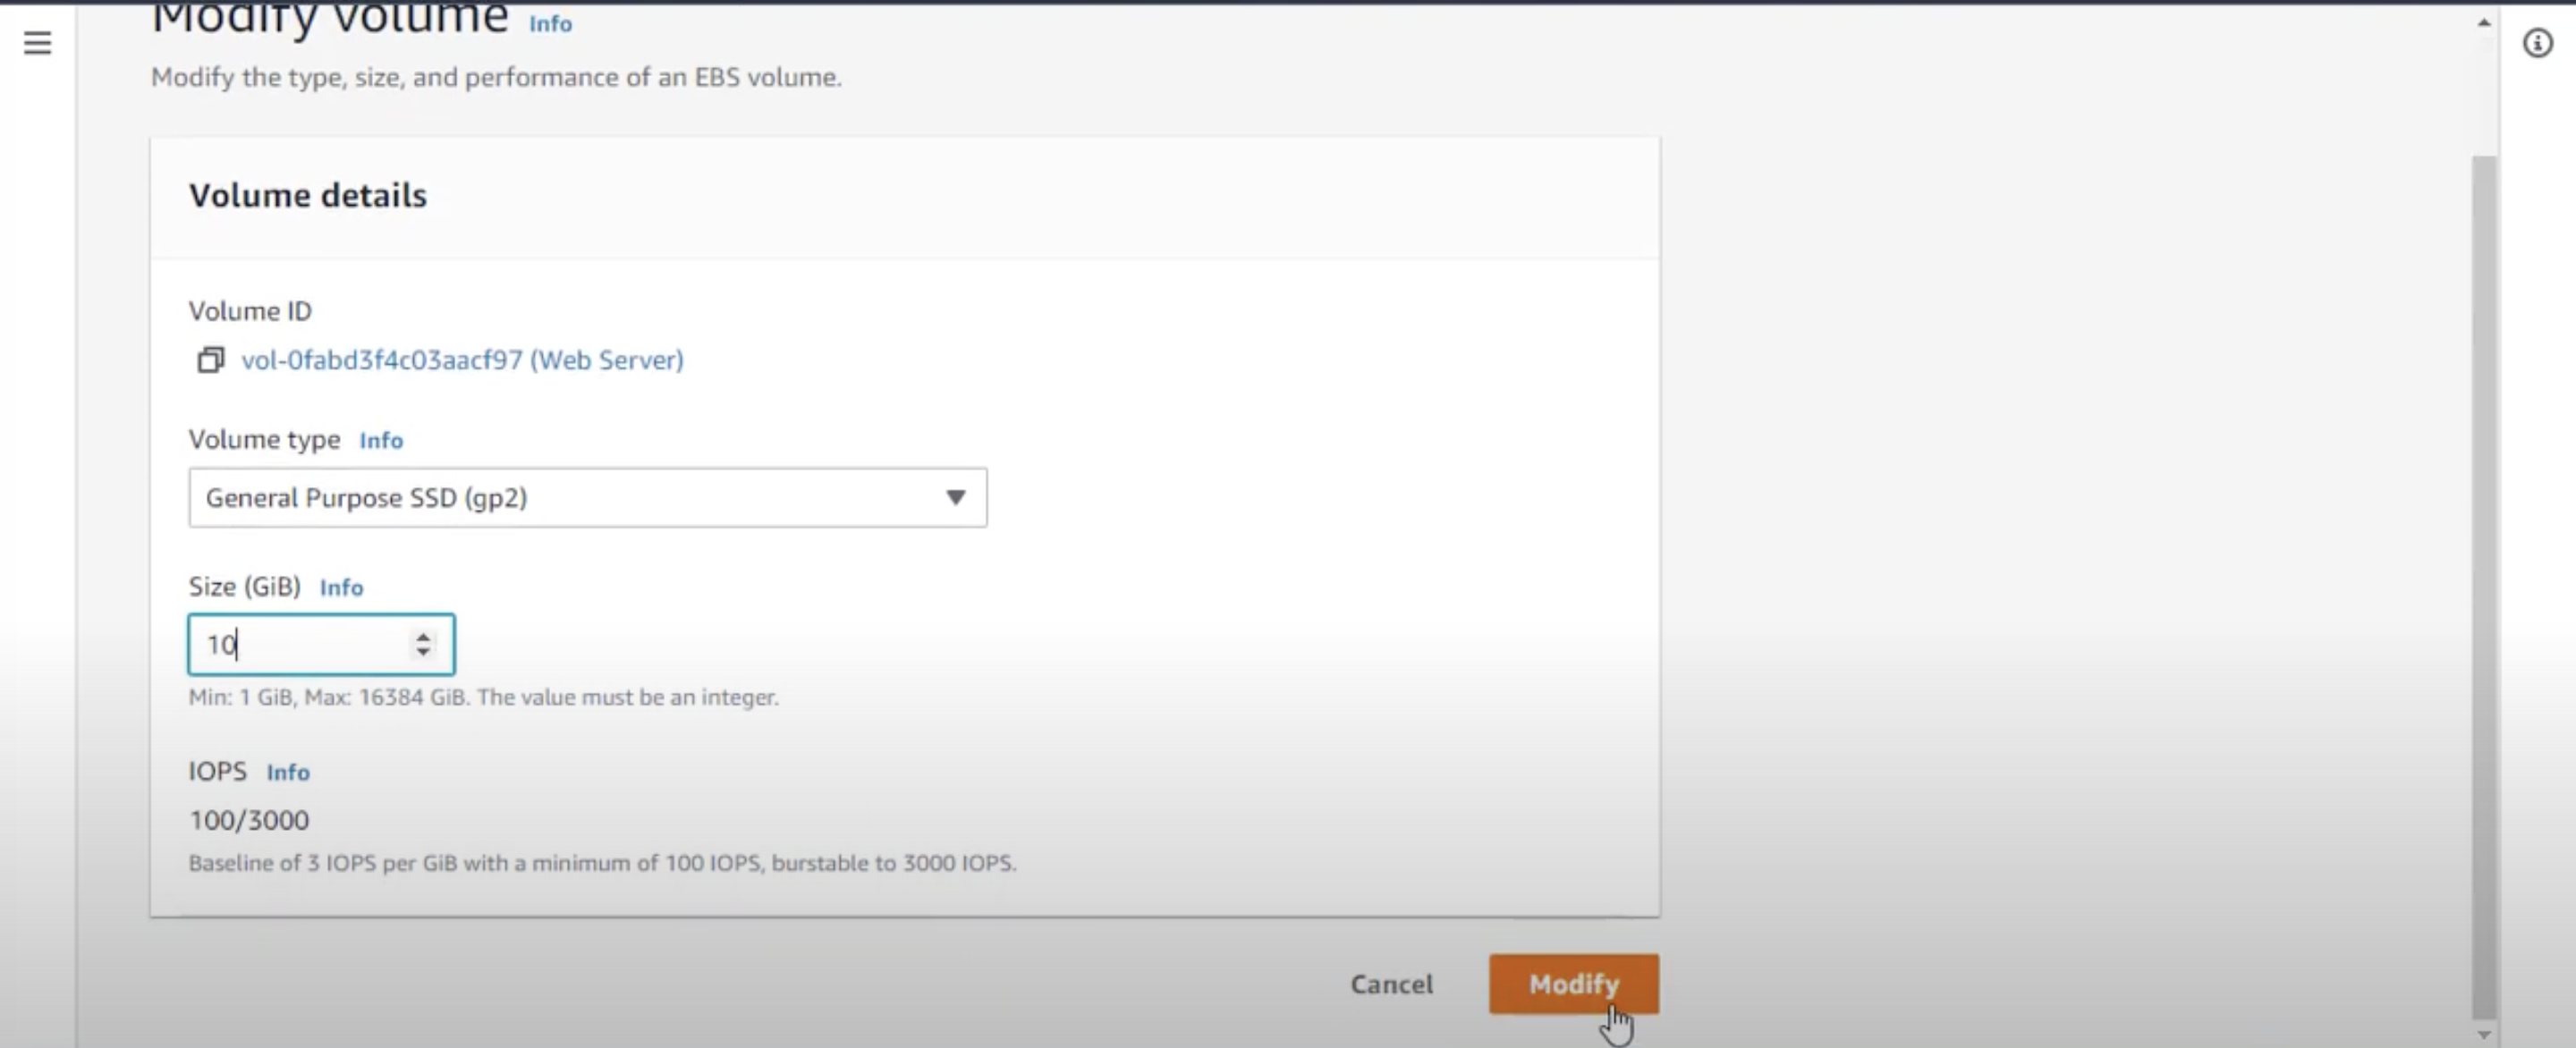 Modify volume Info
Modify the type, size, and performance of an EBS volume.
Volume details
Volume ID
vol-0fabd3f4c03aacf97 (Web Server)
Volume type Info
General Purpose SSD (gp2)
Size (GiB) Info
10
Min: 1 GiB, Max: 16384 GiB. The value must be an integer.
IOPS Info
100/3000
Baseline of 3 IOPS per GiB with a minimum of 100 IOPS, burstable to 3000 IOPS.
Cancel Modify